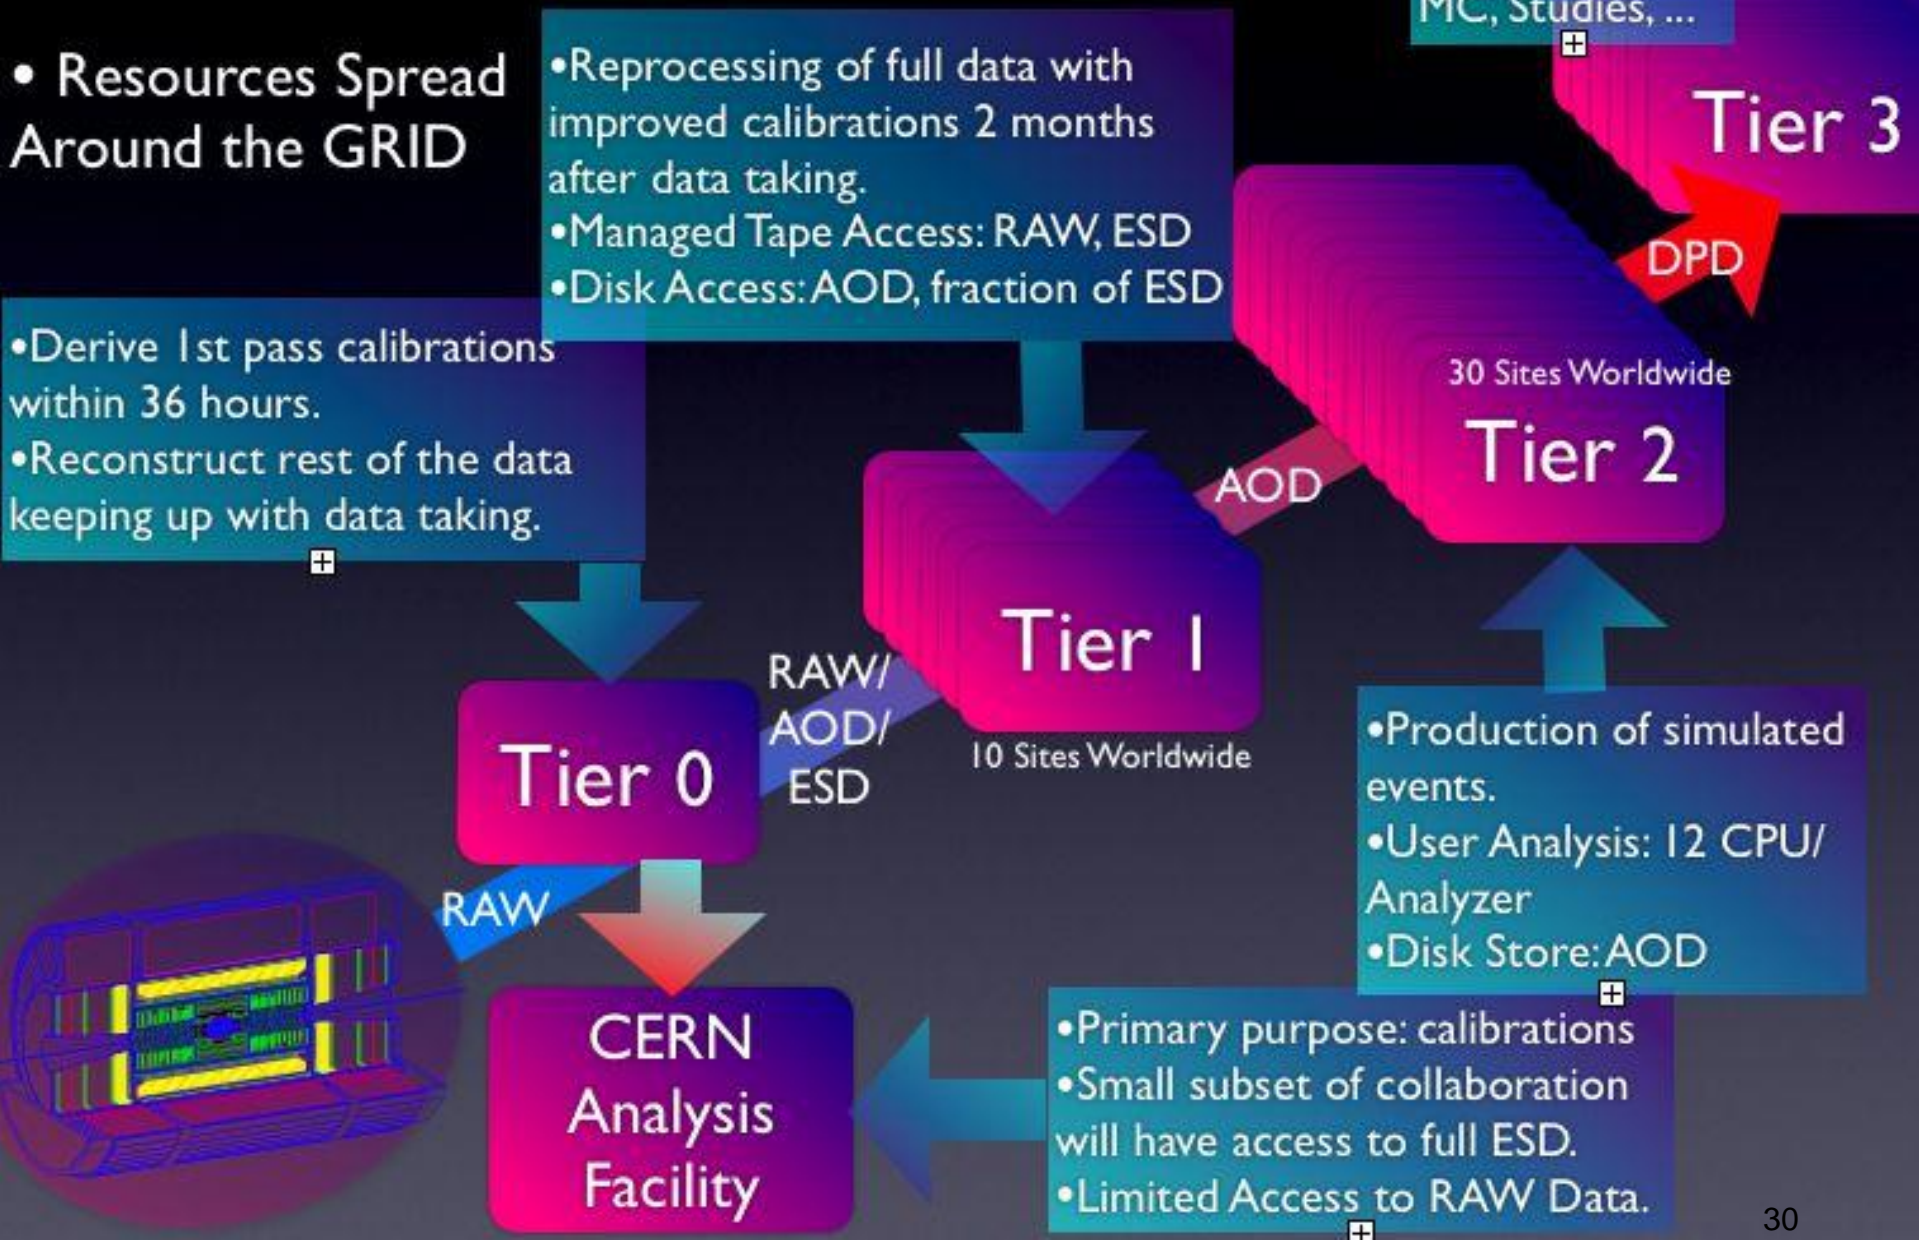 • Resources Spread
Around the GRID
•Reprocessing of full data with
improved calibrations 2 months
after data taking.
•Managed Tape Access: RAW, ESD
•Disk Access: AOD, fraction of ESD
MC, Studies, ...
Tier 3
DPD
•Derive 1st pass calibrations
within 36 hours.
•Reconstruct rest of the data
keeping up with data taking.
30 Sites Worldwide
Tier 2
AOD
Tier 1
10 Sites Worldwide
RAW/
AOD/
ESD
Tier 0
RAW
•Production of simulated
events.
•User Analysis: 12 CPU/
Analyzer
•Disk Store: AOD
CERN
Analysis
Facility
•Primary purpose: calibrations
•Small subset of collaboration
will have access to full ESD.
•Limited Access to RAW Data.
30